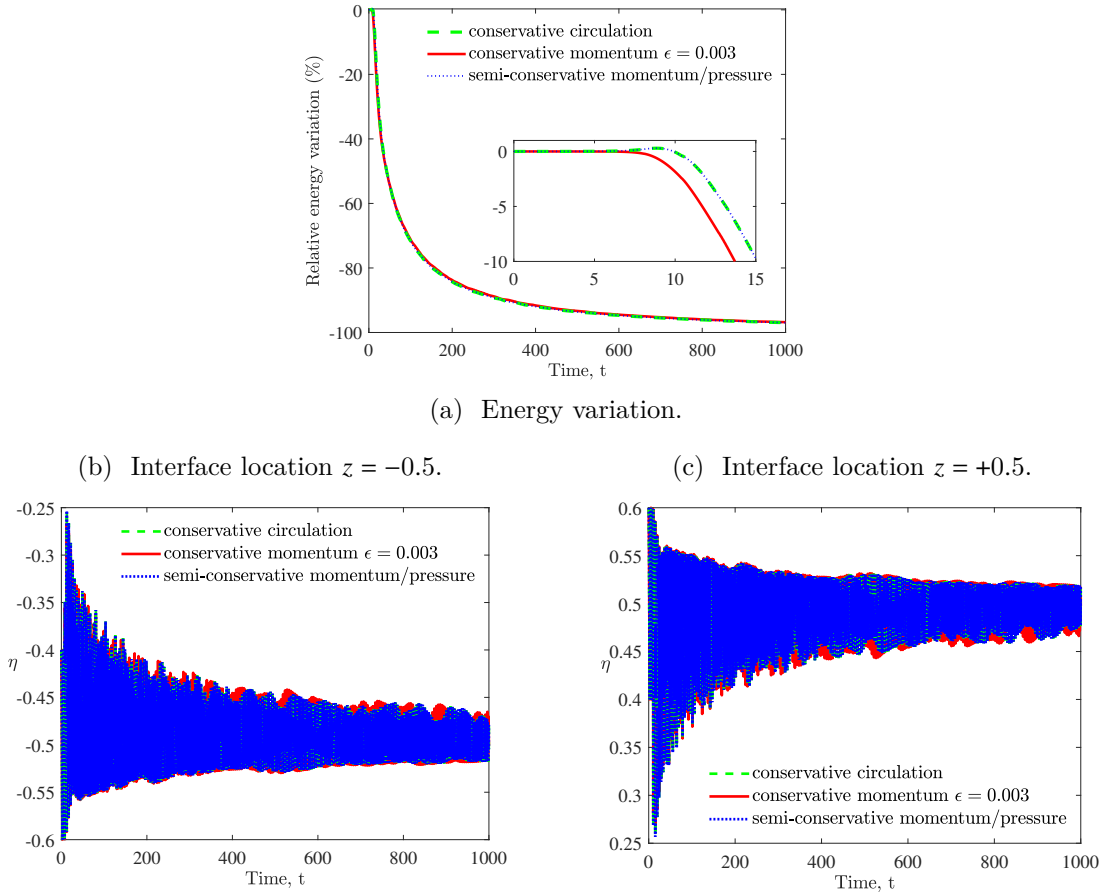 0
-20
-40
-60
-80
-100
Relative energy variation (%)
conservative circulation
conservative momentum ϵ = 0.003
semi-conservative momentum/pressure
0
-5
-10
0 5 10 15
0 200 400 600 800 1000
Time, t
(a) Energy variation.
(b) Interface location z = −0.5.
-0.25
-0.3
-0.35
-0.4
-0.45
-0.5
-0.55
-0.6
η
conservative circulation
conservative momentum ϵ = 0.003
semi-conservative momentum/pressure
0 200 400 600 800 1000
Time, t
(c) Interface location z = +0.5.
0.6
0.55
0.5
0.45
0.4
0.35
0.3
0.25
η
conservative circulation
conservative momentum ϵ = 0.003
semi-conservative momentum/pressure
0 200 400 600 800 1000
Time, t